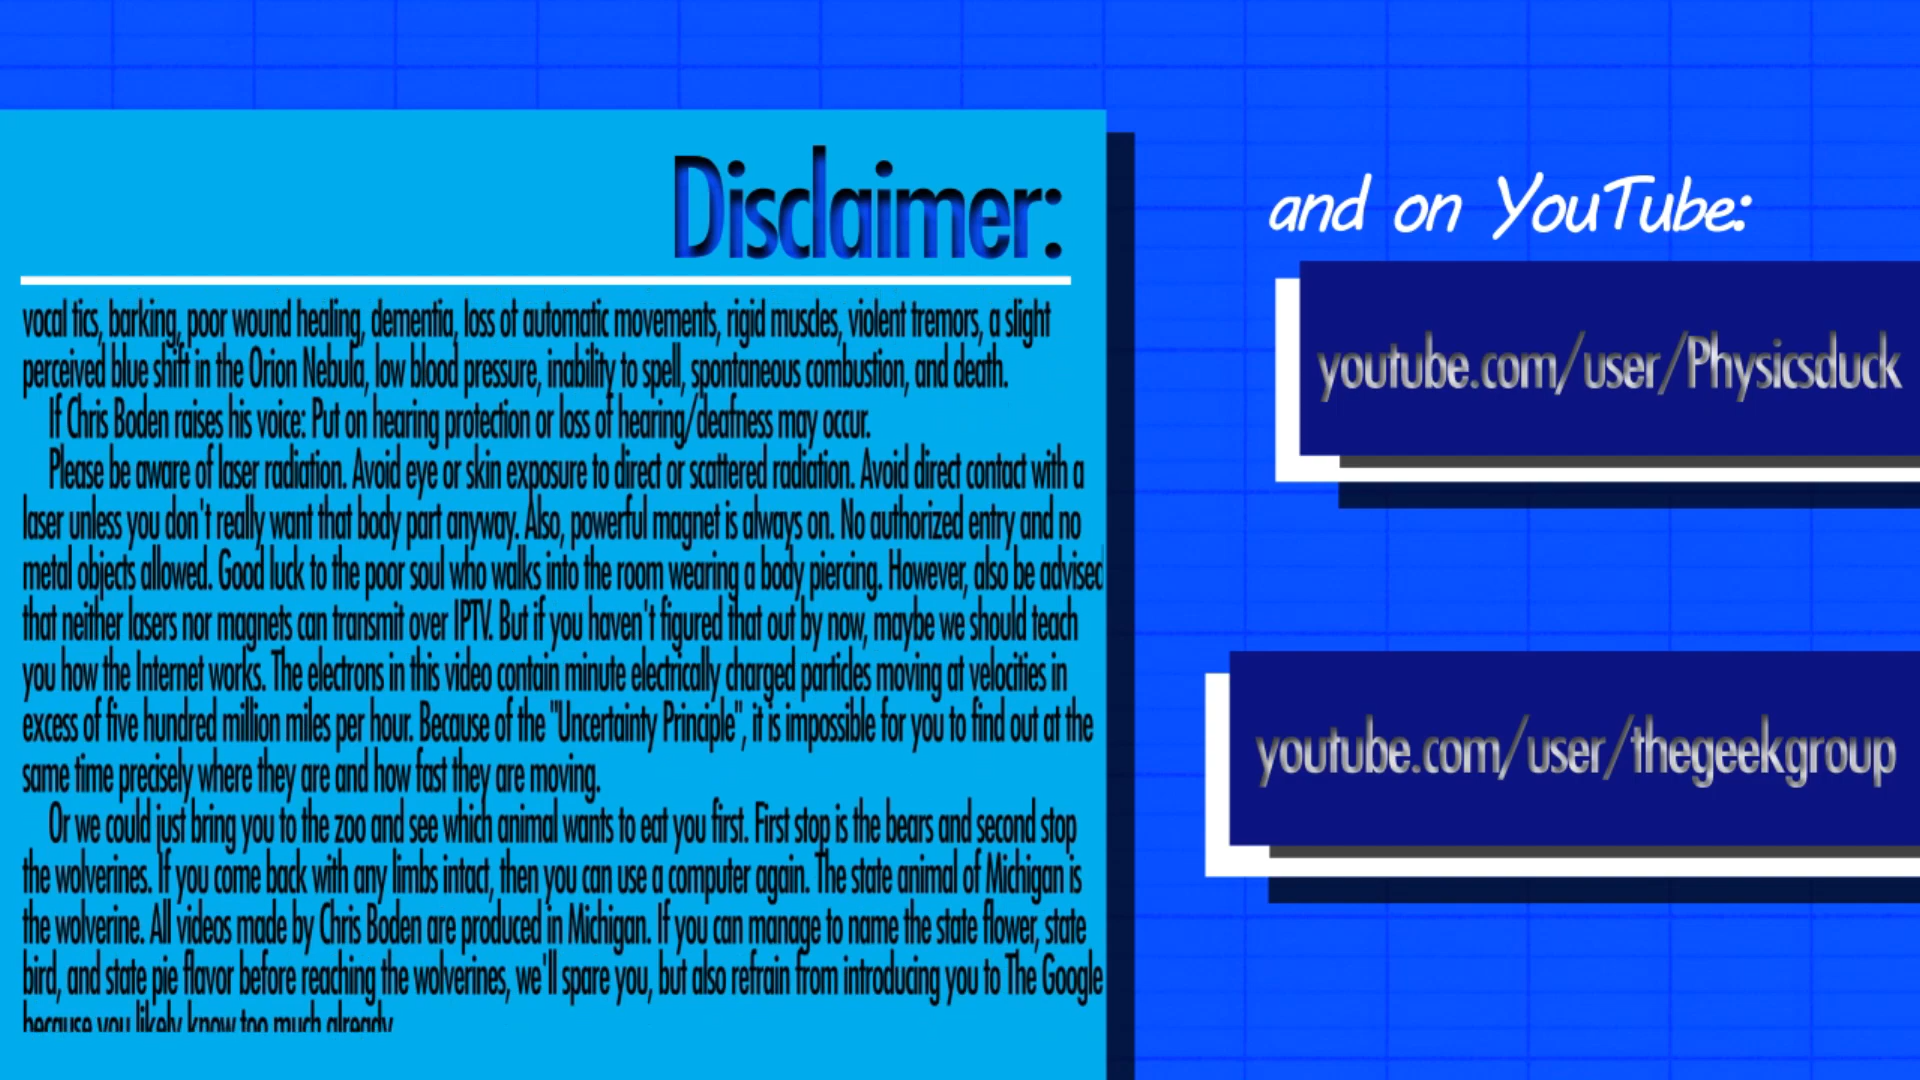 Disclaimer:
vocal tics, barking, poor wound healing, dementia, loss of automatic movements, rigid muscles, violent tremors, a slight
perceived blue shift in the Orion Nebula, low blood pressure, inability to spell, spontaneous combustion, and death.
If Chris Boden raises his voice: Put on hearing protection or loss of hearing/deafness may occur.
Please be aware of laser radiation. Avoid eye or skin exposure to direct or scattered radiation. Avoid direct contact with a
laser unless you don't really want that body part anyway. Also, powerful magnet is always on. No authorized entry and no
metal objects allowed. Good luck to the poor soul who walks into the room wearing a body piercing. However, also be advised
that neither lasers nor magnets can transmit over IPTV. But if you haven't figured that out by now, maybe we should teach
you how the Internet works. The electrons in this video contain minute electrically charged particles moving at velocities in
excess of five hundred million miles per hour. Because of the "Uncertainty Principle", it is impossible for you to find out at the
same time precisely where they are and how fast they are moving.
Or we could just bring you to the zoo and see which animal wants to eat you first. First stop is the bears and second stop
the wolverines. If you come back with any limbs intact, then you can use a computer again. The state animal of Michigan is
the wolverine. All videos made by Chris Boden are produced in Michigan. If you can manage to name the state flower, state
bird, and state pie flavor before reaching the wolverines, we'll spare you, but also refrain from introducing you to The Google
because you likely know too much already
and on YouTube:
youtube.com/user/Physicsduck
youtube.com/user/thegeekgroup